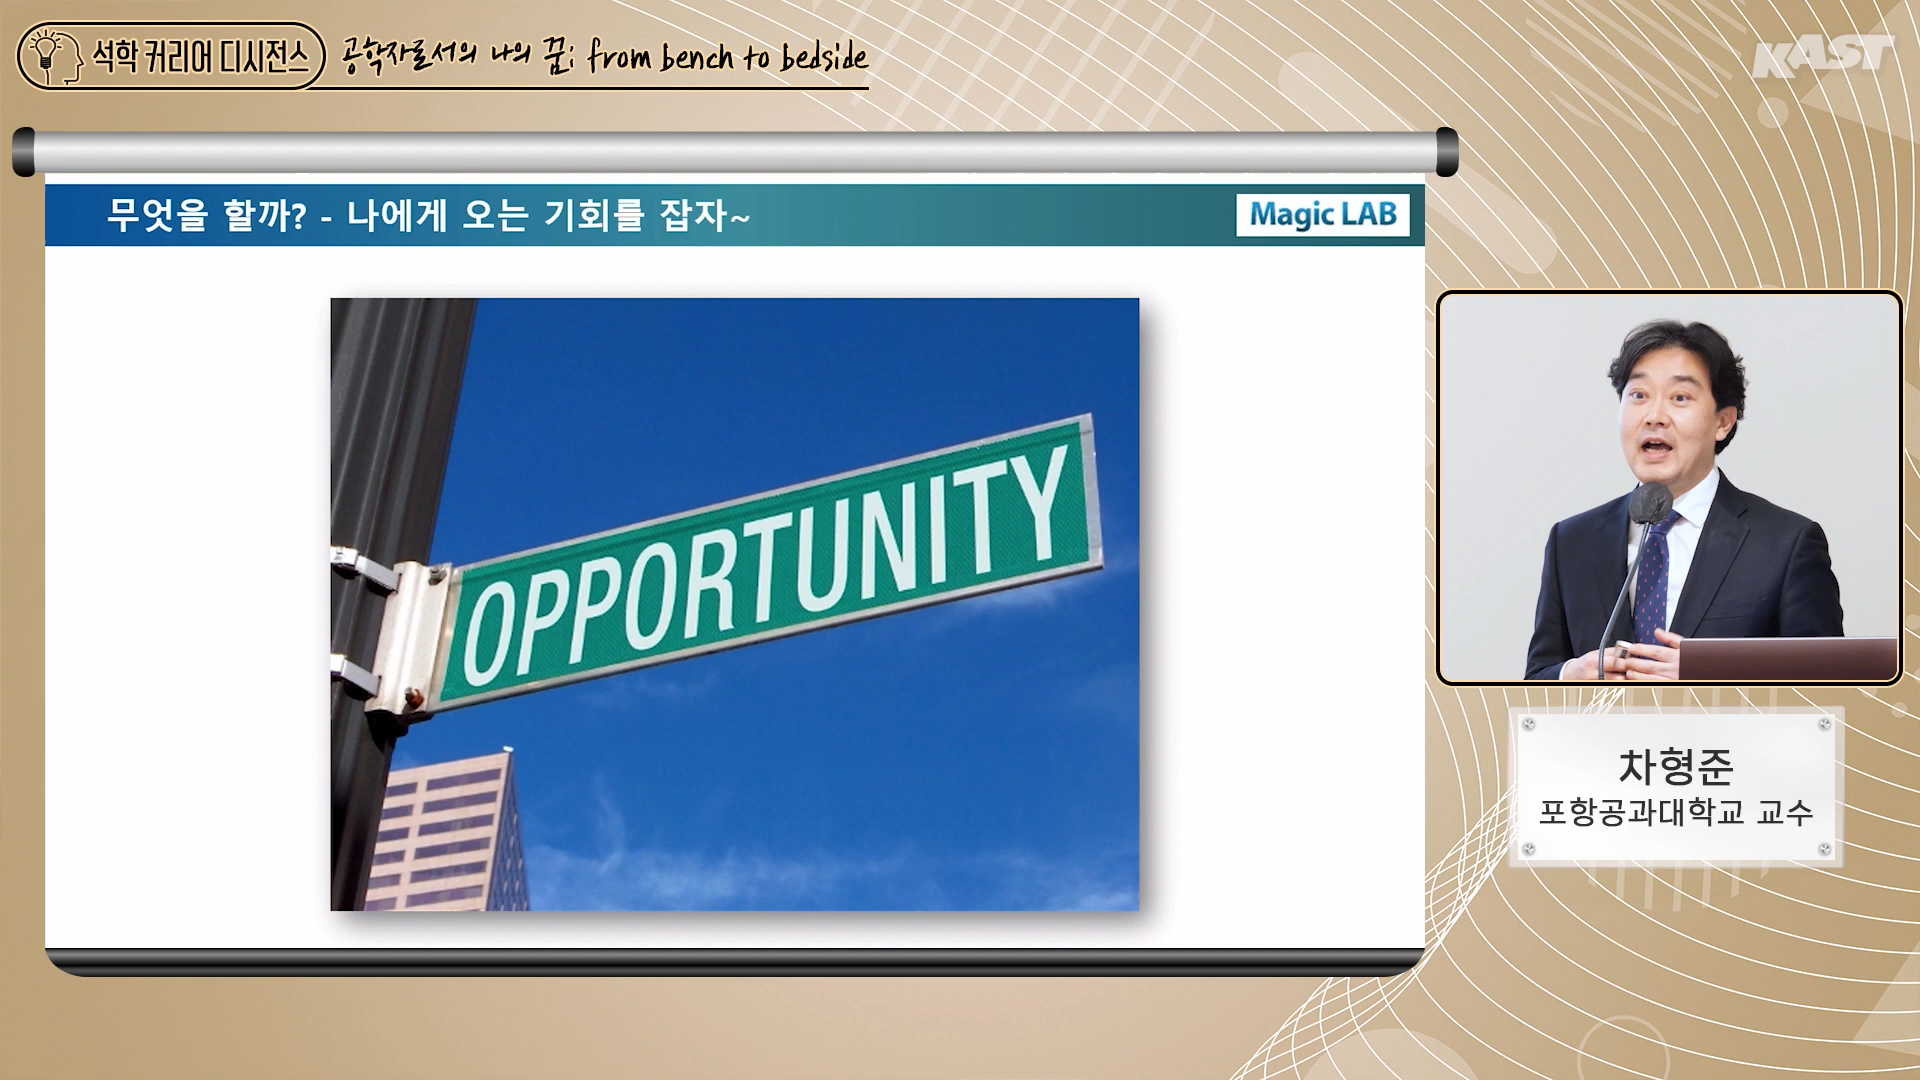 석학 커리어 디시전스
공학자로서의 나의 꿈; from bench to bedside
KAST
무엇을 할까? - 나에게 오는 기회를 잡자~
Magic LAB
OPPORTUNITY
차형준
포항공과대학교 교수